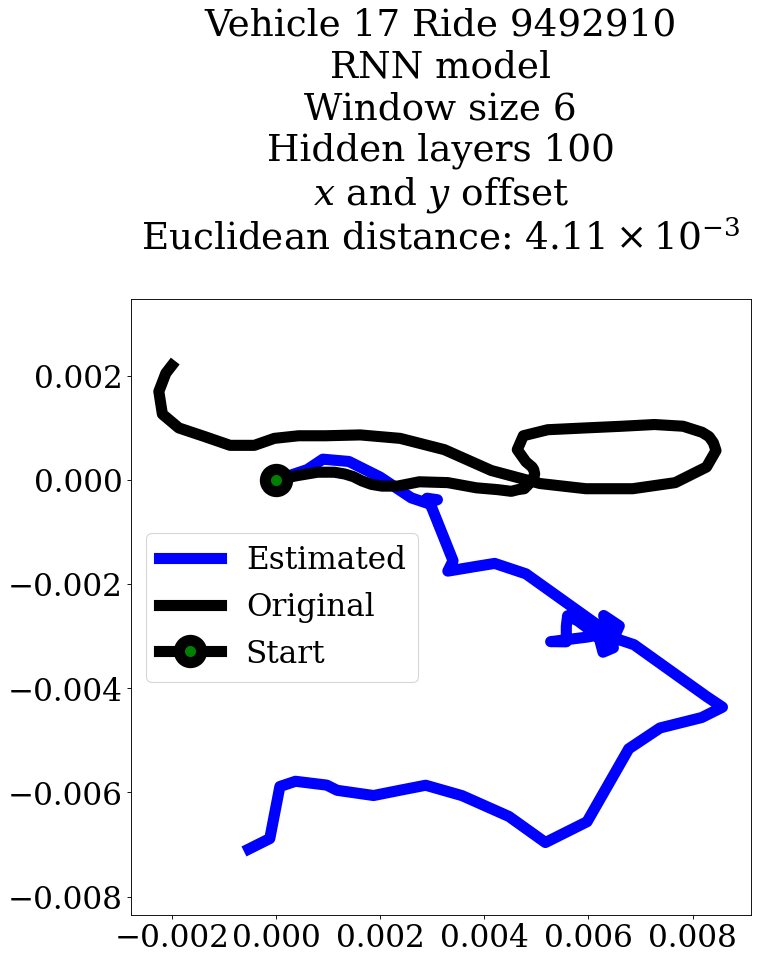 Vehicle 17 Ride 9492910
RNN model
Window size 6
Hidden layers 100
x and y offset
Euclidean distance: 4.11 × 10⁻³
0.002
0.000
−0.002
−0.004
−0.006
−0.008
Estimated
Original
Start
−0.002 0.000 0.002 0.004 0.006 0.008